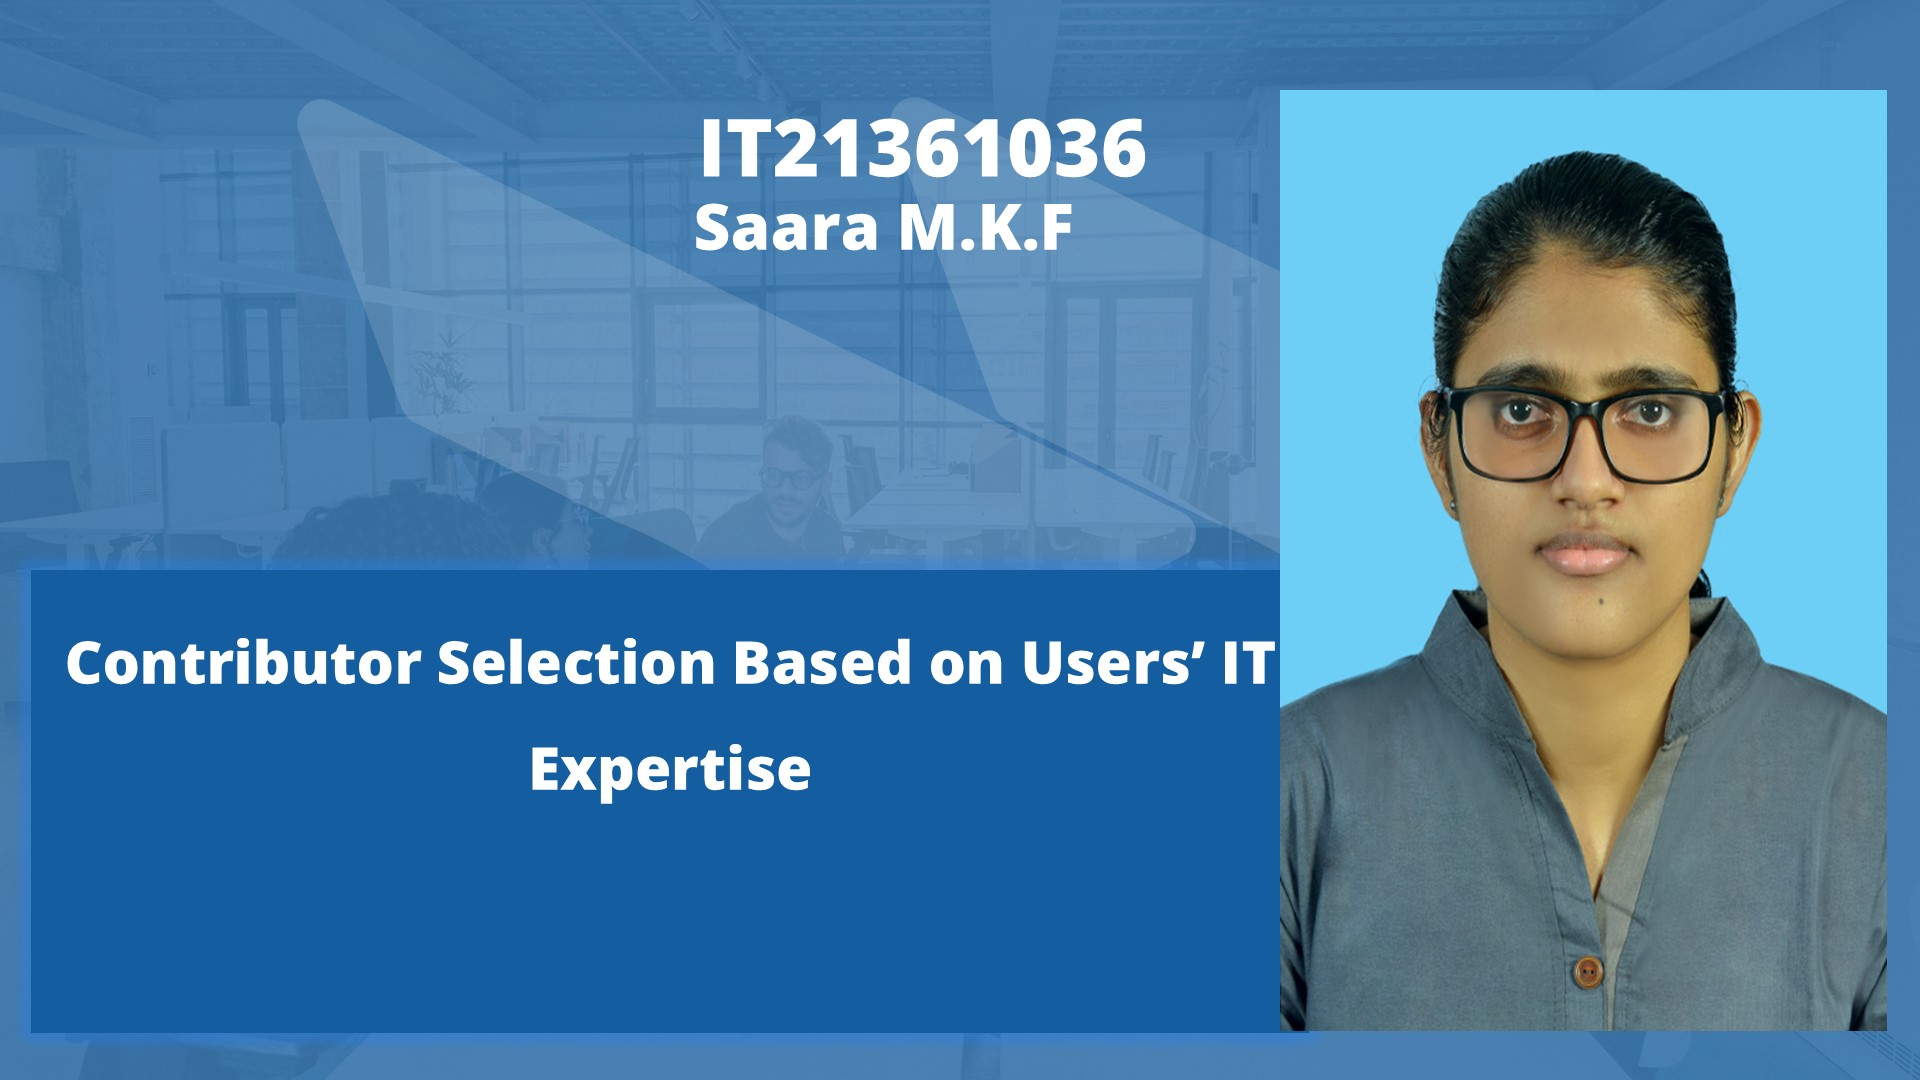 IT21361036
Saara M.K.F
Contributor Selection Based on Users’ IT
Expertise